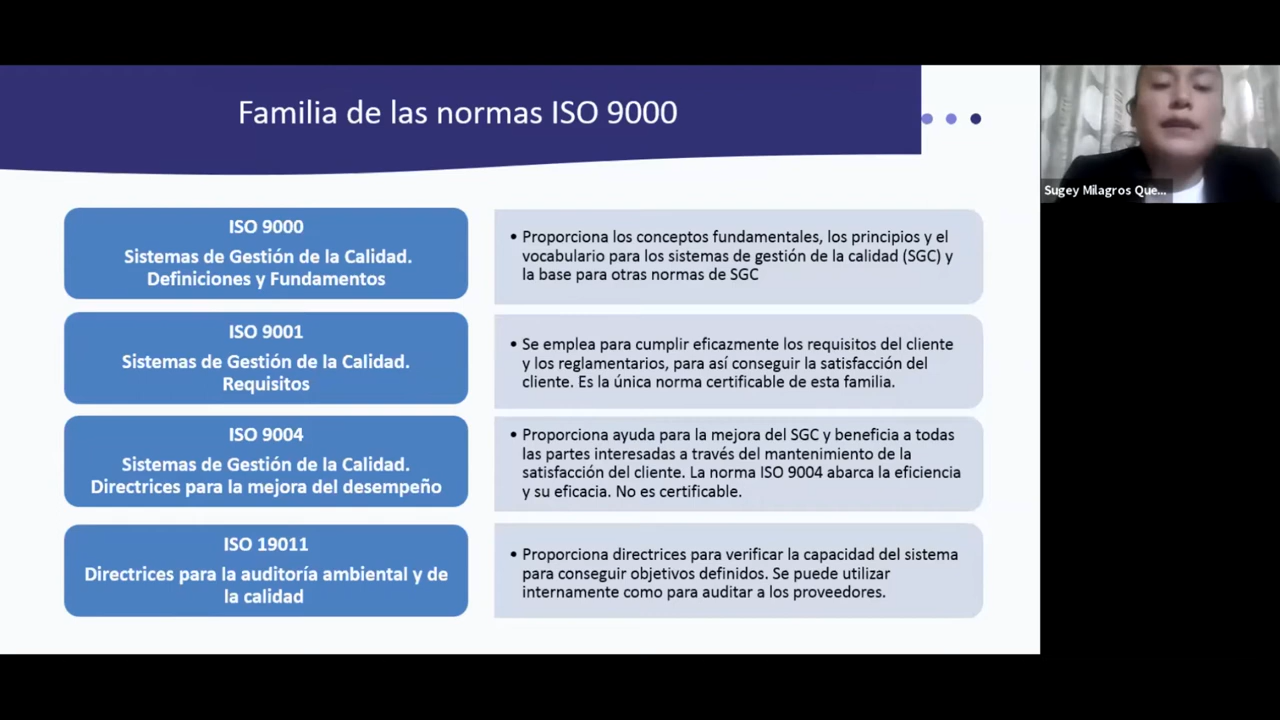 Familia de las normas ISO 9000
Sugey Milagros Que...
ISO 9000
Sistemas de Gestión de la Calidad.
Definiciones y Fundamentos
• Proporciona los conceptos fundamentales, los principios y el
vocabulario para los sistemas de gestión de la calidad (SGC) y
la base para otras normas de SGC
ISO 9001
Sistemas de Gestión de la Calidad.
Requisitos
• Se emplea para cumplir eficazmente los requisitos del cliente
y los reglamentarios, para así conseguir la satisfacción del
cliente. Es la única norma certificable de esta familia.
ISO 9004
Sistemas de Gestión de la Calidad.
Directrices para la mejora del desempeño
• Proporciona ayuda para la mejora del SGC y beneficia a todas
las partes interesadas a través del mantenimiento de la
satisfacción del cliente. La norma ISO 9004 abarca la eficiencia
y su eficacia. No es certificable.
ISO 19011
Directrices para la auditoría ambiental y de
la calidad
• Proporciona directrices para verificar la capacidad del sistema
para conseguir objetivos definidos. Se puede utilizar
internamente como para auditar a los proveedores.